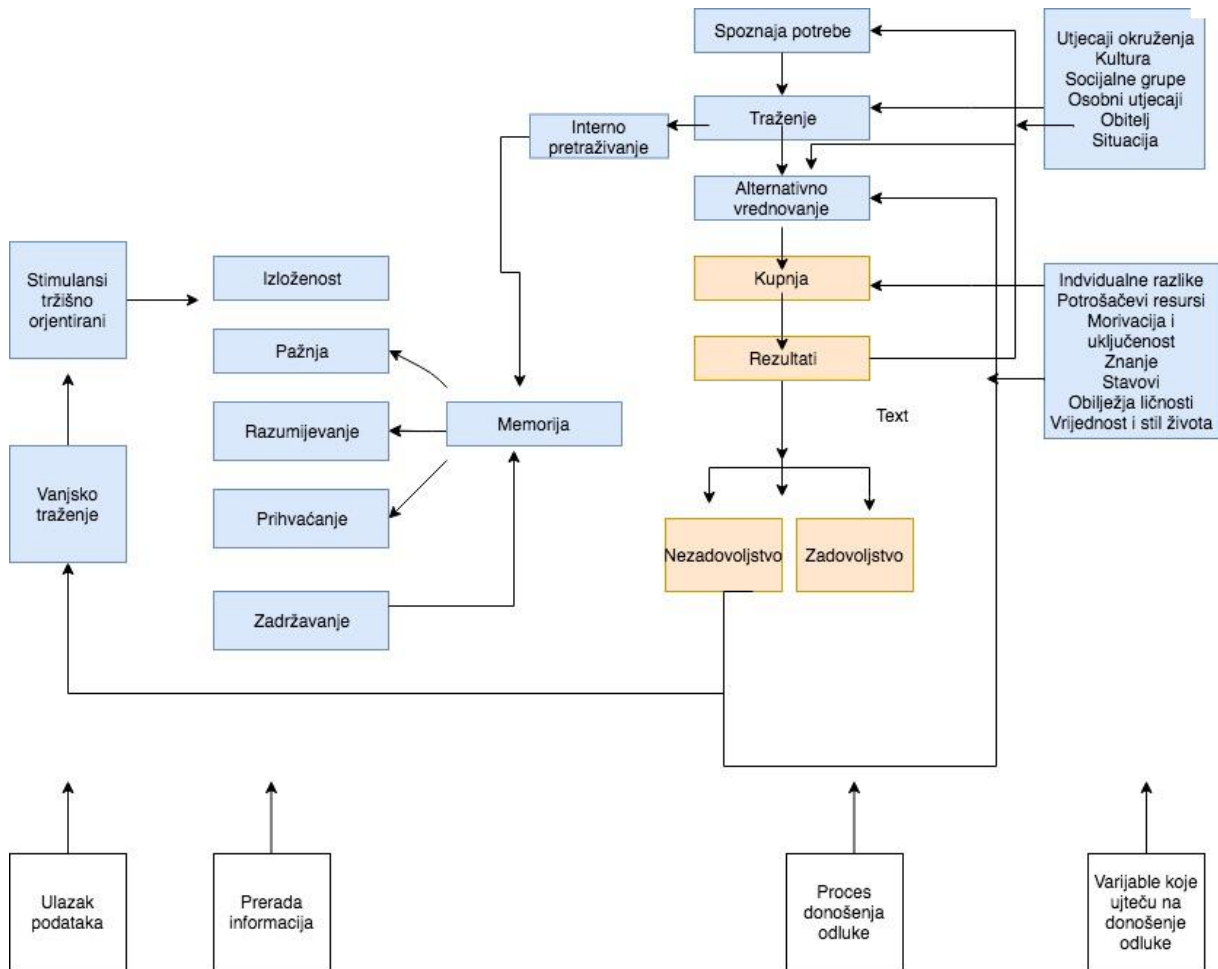 Spoznaja potrebe
Utjecaji okruženja
Kultura
Socijalne grupe
Osobni utjecaji
Obitelj
Situacija
Traženje
Interno
pretraživanje
Alternativno
vrednovanje
Stimulansi
tržišno
orjentirani
Izloženost
Kupnja
Indvidualne razlike
Potrošačevi resursi
Morivacija i
uključenost
Znanje
Stavovi
Obilježja ličnosti
Vrijednost i stil života
Pažnja
Rezultati
Razumijevanje
Memorija
Text
Vanjsko
traženje
Prihvaćanje
Nezadovoljstvo
Zadovoljstvo
Zadržavanje
Ulazak
podataka
Prerada
informacija
Proces
donošenja
odluke
Varijable koje
ujteču na
donošenje
odluke